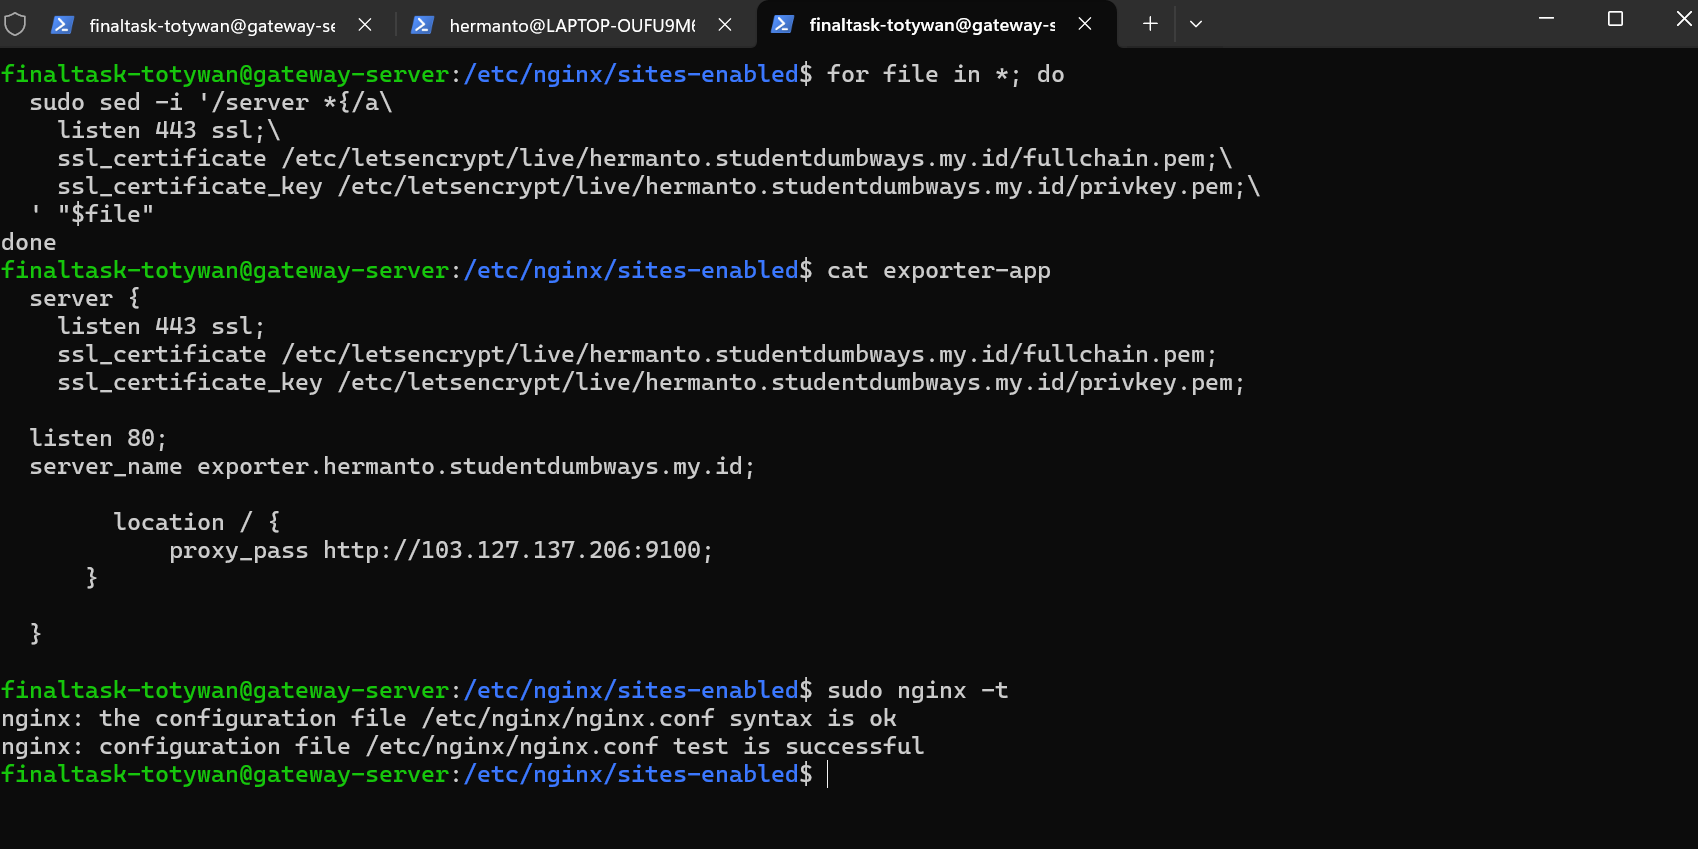 finaltask-totywan@gateway-se
hermanto@LAPTOP-OUFU9M6
finaltask-totywan@gateway-s
finaltask-totywan@gateway-server:/etc/nginx/sites-enabled$ for file in *; do
  sudo sed -i '/server *{/a\
    listen 443 ssl;\
    ssl_certificate /etc/letsencrypt/live/hermanto.studentdumbways.my.id/fullchain.pem;\
    ssl_certificate_key /etc/letsencrypt/live/hermanto.studentdumbways.my.id/privkey.pem;\
  ' "$file"
done
finaltask-totywan@gateway-server:/etc/nginx/sites-enabled$ cat exporter-app
  server {
    listen 443 ssl;
    ssl_certificate /etc/letsencrypt/live/hermanto.studentdumbways.my.id/fullchain.pem;
    ssl_certificate_key /etc/letsencrypt/live/hermanto.studentdumbways.my.id/privkey.pem;

  listen 80;
  server_name exporter.hermanto.studentdumbways.my.id;

        location / {
            proxy_pass http://103.127.137.206:9100;
      }

  }

finaltask-totywan@gateway-server:/etc/nginx/sites-enabled$ sudo nginx -t
nginx: the configuration file /etc/nginx/nginx.conf syntax is ok
nginx: configuration file /etc/nginx/nginx.conf test is successful
finaltask-totywan@gateway-server:/etc/nginx/sites-enabled$